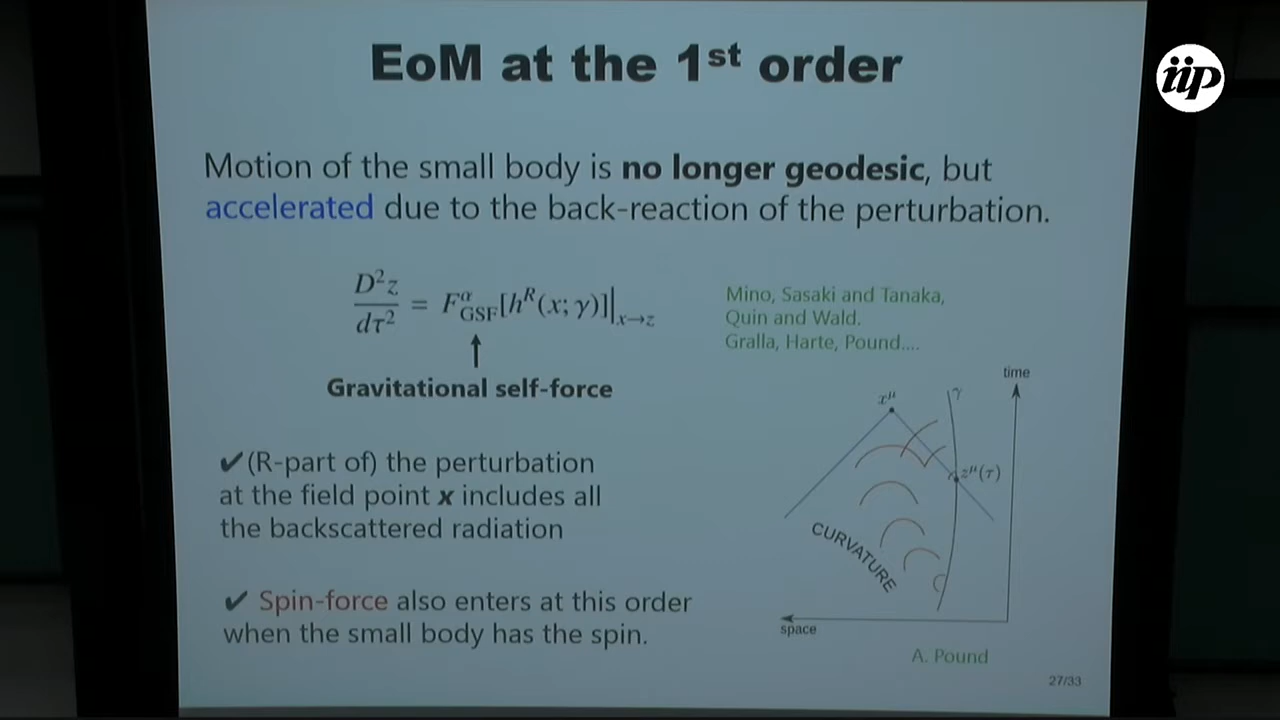 iip
EoM at the 1st order
Motion of the small body is no longer geodesic, but
accelerated due to the back-reaction of the perturbation.
D²z/dτ² = F^α_GSF[h^R(x; γ)]|_{x→z}
Gravitational self-force
Mino, Sasaki and Tanaka,
Quin and Wald.
Gralla, Harte, Pound....
✔ (R-part of) the perturbation
at the field point x includes all
the backscattered radiation
✔ Spin-force also enters at this order
when the small body has the spin.
time
γ
x^μ
z^μ(τ)
CURVATURE
space
A. Pound
27/33